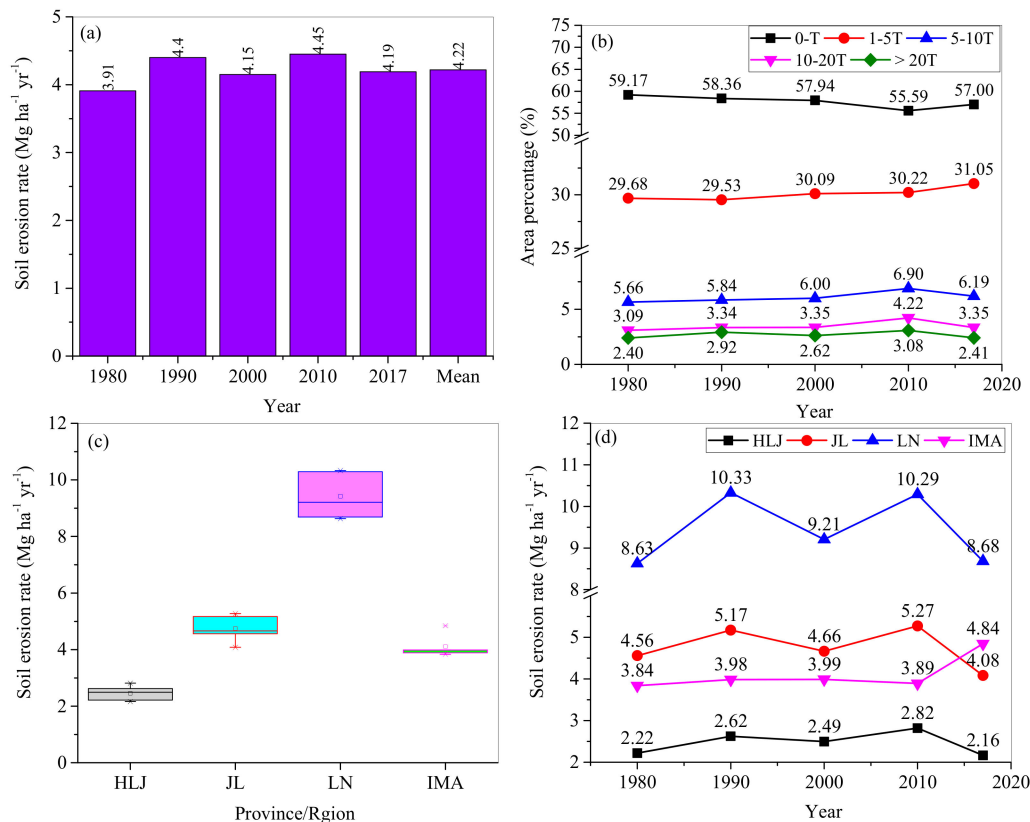 (a)
Soil erosion rate (Mg ha⁻¹ yr⁻¹)
5
4
3
2
1
0
3.91
4.4
4.15
4.45
4.19
4.22
1980 1990 2000 2010 2017 Mean
Year
(b)
0-T 1-5T 5-10T
10-20T > 20T
Area percentage (%)
75
70
65
60
55
50
35
30
25
5
0
59.17 58.36 57.94 55.59 57.00
29.68 29.53 30.09 30.22 31.05
5.66 5.84 6.00 6.90 6.19
3.09 3.34 3.35 4.22 3.35
2.40 2.92 2.62 3.08 2.41
1980 1990 2000 2010 2020
Year
(c)
Soil erosion rate (Mg ha⁻¹ yr⁻¹)
12
10
8
6
4
2
0
HLJ JL LN IMA
Province/Rgion
(d)
HLJ JL LN IMA
Soil erosion rate (Mg ha⁻¹ yr⁻¹)
12
11
10
9
8
5
4
3
2
8.63 10.33 9.21 10.29 8.68
4.56 5.17 4.66 5.27 4.08
3.84 3.98 3.99 3.89 4.84
2.22 2.62 2.49 2.82 2.16
1980 1990 2000 2010 2020
Year